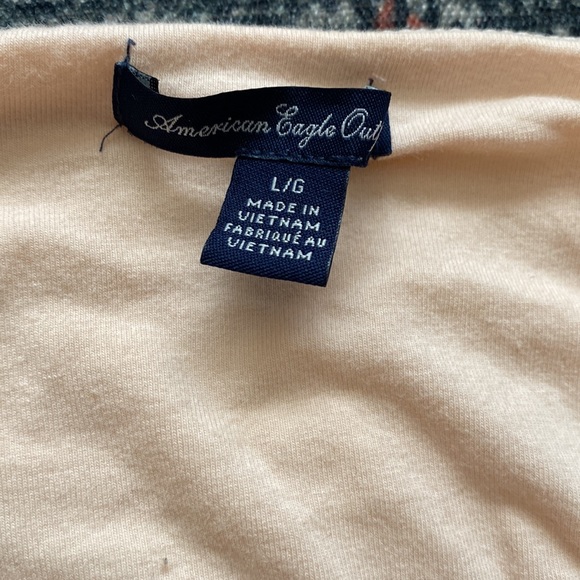 American Eagle Out
L/G
MADE IN
VIETNAM
FABRIQUÉ AU
VIETNAM